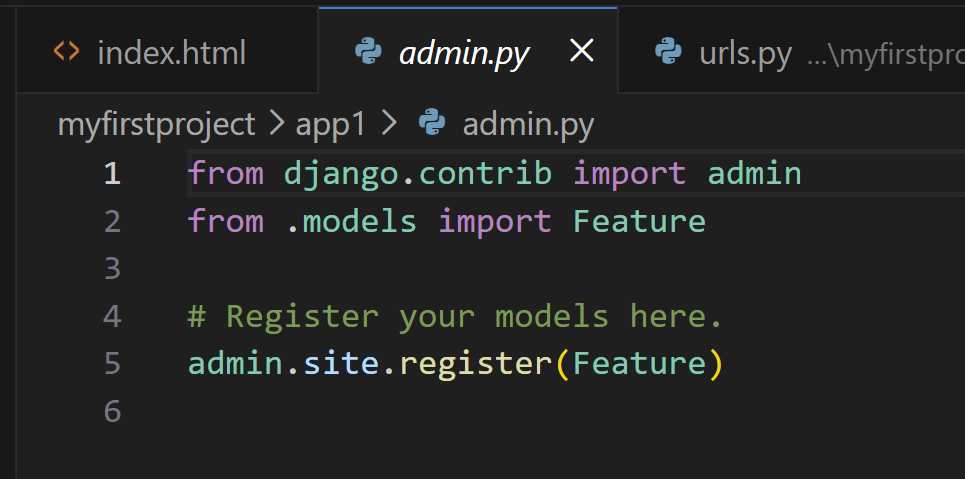 <> index.html admin.py × urls.py ...\myfirstpro
myfirstproject > app1 > admin.py
1 from django.contrib import admin
2 from .models import Feature
3
4 # Register your models here.
5 admin.site.register(Feature)
6